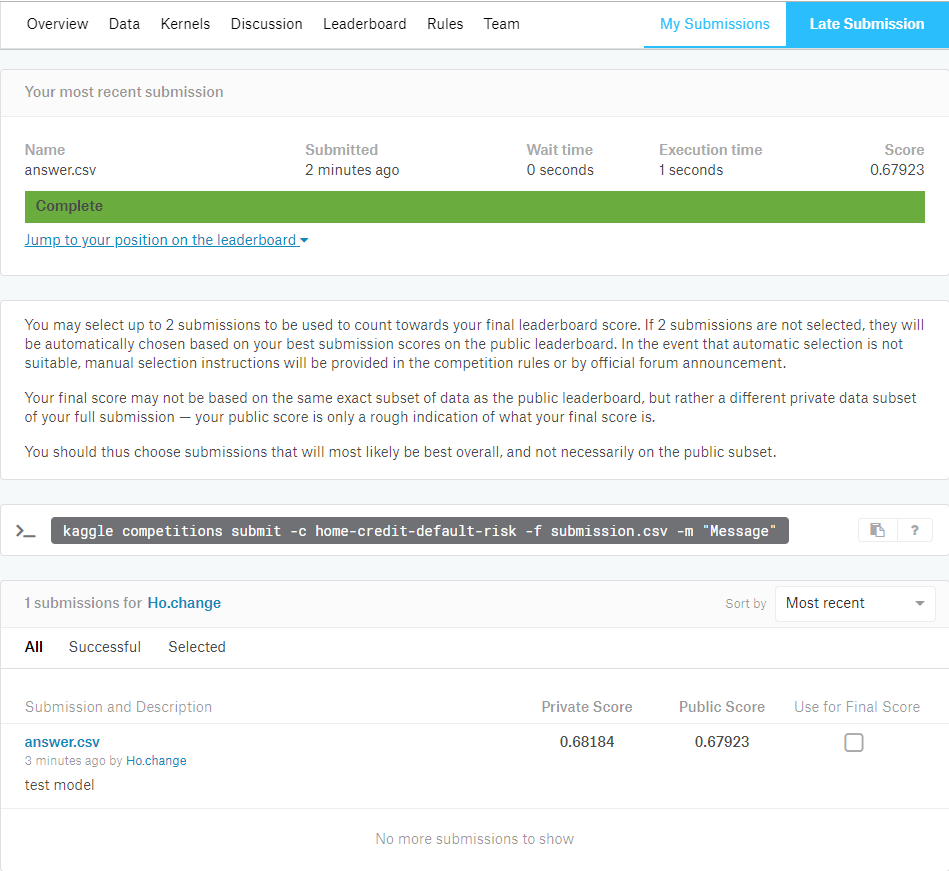 Overview Data Kernels Discussion Leaderboard Rules Team My Submissions Late Submission
Your most recent submission
Name Submitted Wait time Execution time Score
answer.csv 2 minutes ago 0 seconds 1 seconds 0.67923
Complete
Jump to your position on the leaderboard
You may select up to 2 submissions to be used to count towards your final leaderboard score. If 2 submissions are not selected, they will
be automatically chosen based on your best submission scores on the public leaderboard. In the event that automatic selection is not
suitable, manual selection instructions will be provided in the competition rules or by official forum announcement.
Your final score may not be based on the same exact subset of data as the public leaderboard, but rather a different private data subset
of your full submission — your public score is only a rough indication of what your final score is.
You should thus choose submissions that will most likely be best overall, and not necessarily on the public subset.
>_ kaggle competitions submit -c home-credit-default-risk -f submission.csv -m "Message" ?
1 submissions for Ho.change Sort by Most recent
All Successful Selected
Submission and Description Private Score Public Score Use for Final Score
answer.csv 0.68184 0.67923
3 minutes ago by Ho.change
test model
No more submissions to show